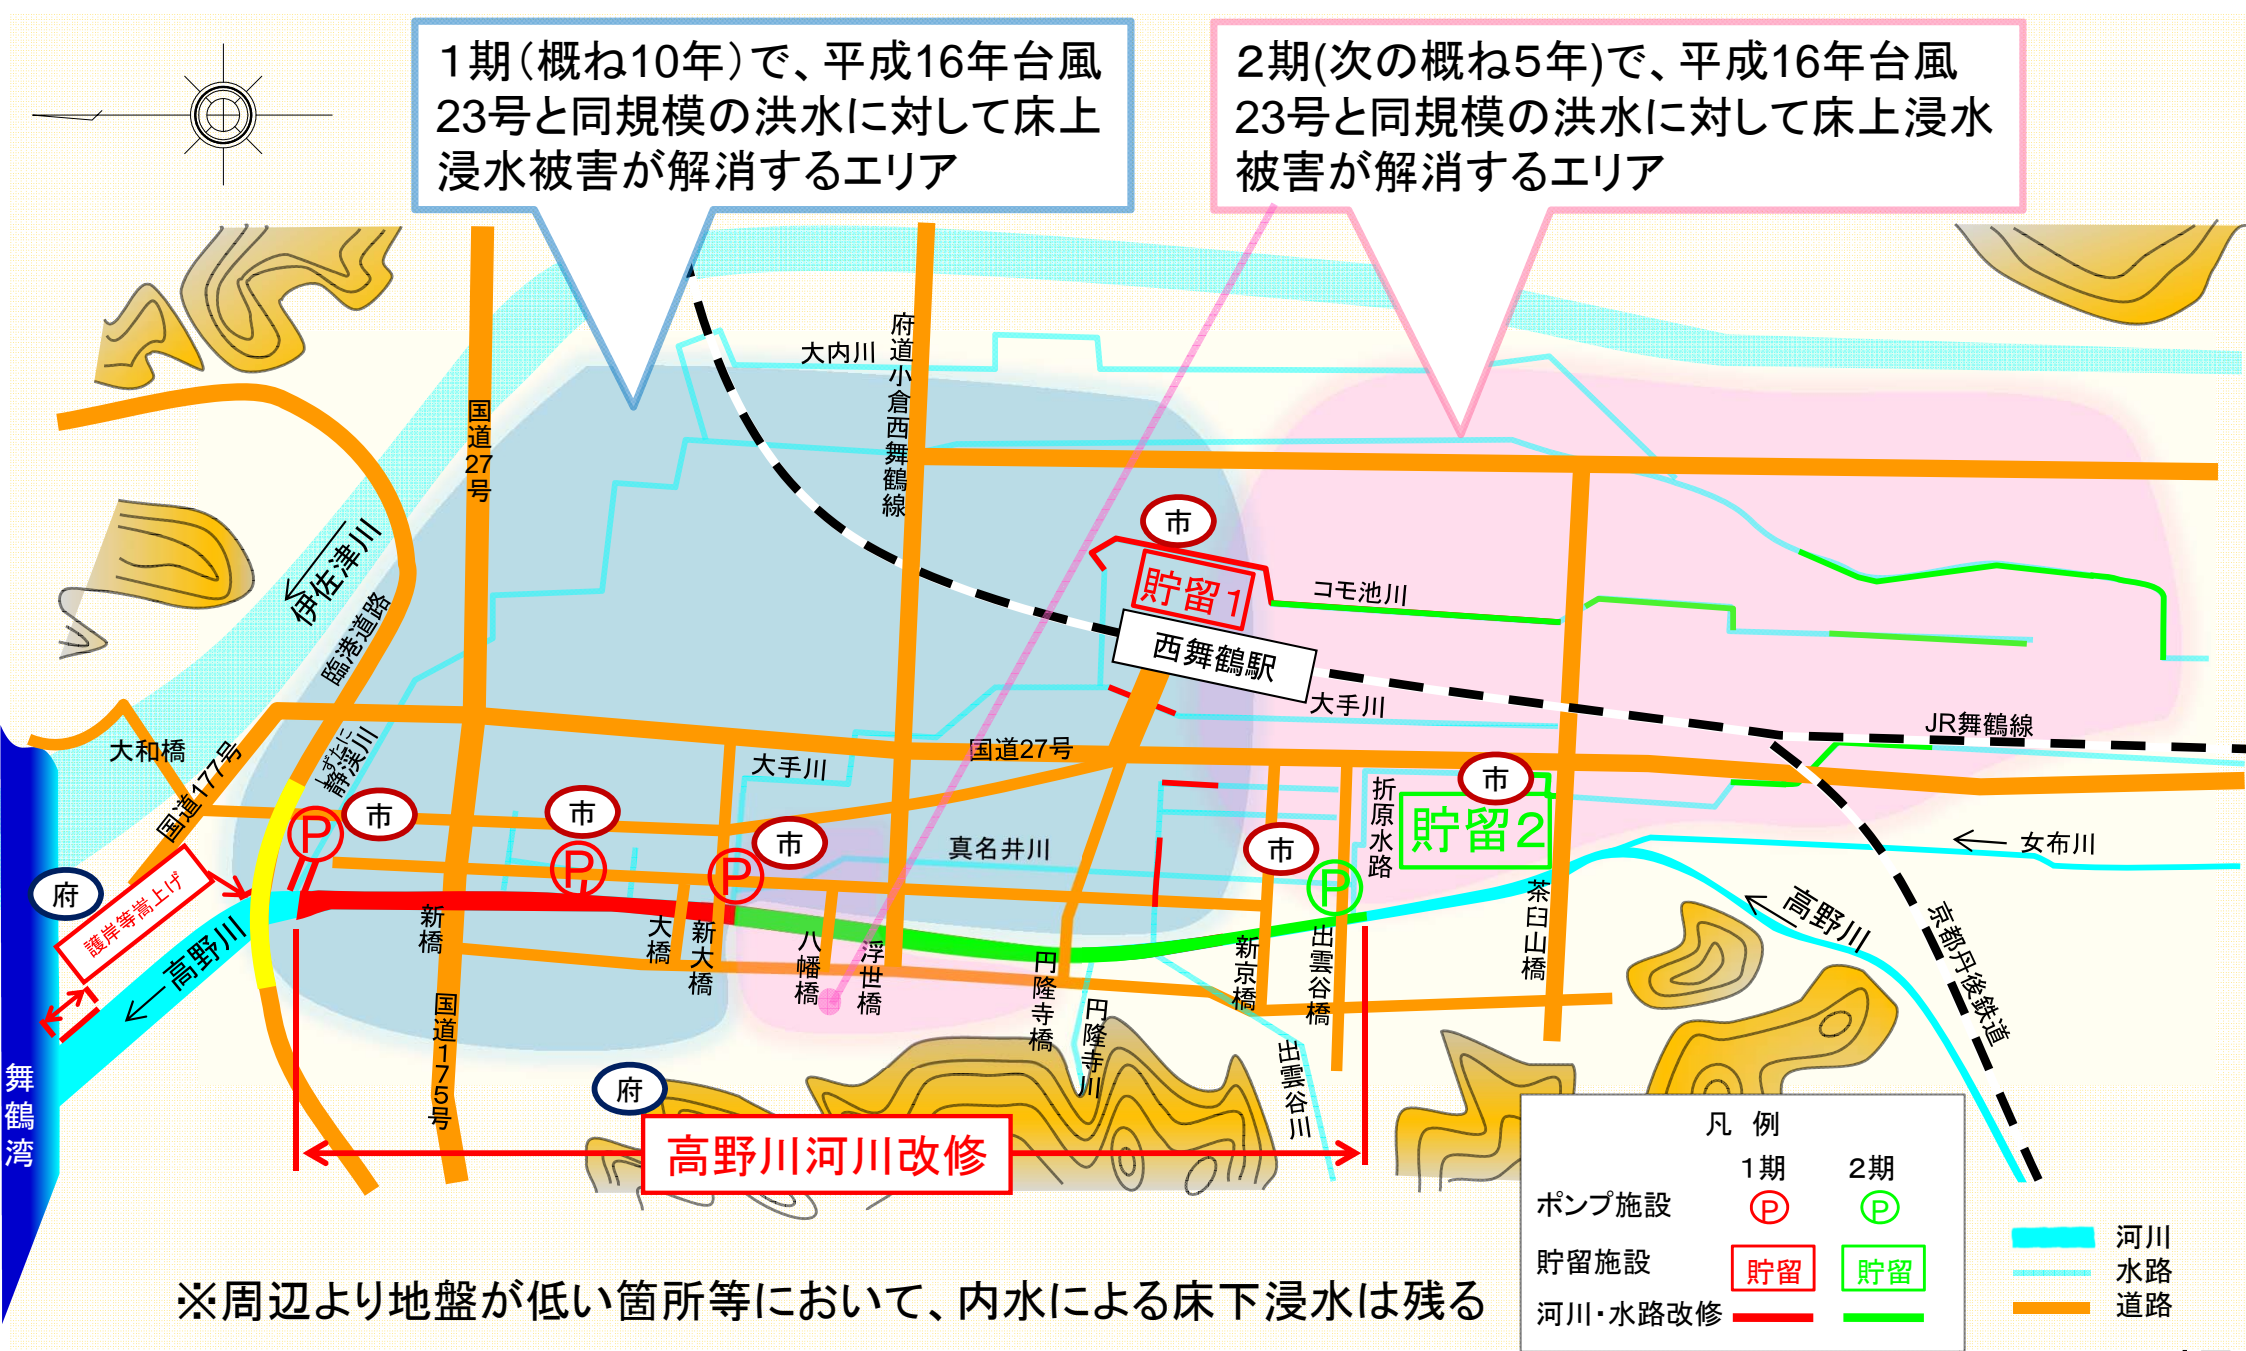 １期（概ね10年）で、平成16年台風
23号と同規模の洪水に対して床上
浸水被害が解消するエリア
２期(次の概ね５年)で、平成16年台風
23号と同規模の洪水に対して床上浸水
被害が解消するエリア
大内川
府道小倉西舞鶴線
国道27号
伊佐津川
臨港道路
市
貯留１
コモ池川
西舞鶴駅
大手川
JR舞鶴線
大和橋
国道177号
しずたに
静渓川
大手川
国道27号
折原水路
市
貯留２
P
市
市
P
市
P
真名井川
市
P
女布川
府
護岸等嵩上げ
高野川
新橋
大橋
新大橋
八幡橋
浮世橋
円隆寺橋
新京橋
出雲谷橋
茶臼山橋
高野川
京都丹後鉄道
国道175号
円隆寺川
出雲谷川
舞鶴湾
府
高野川河川改修
凡 例
１期 ２期
ポンプ施設 P P
貯留施設 貯留 貯留
河川・水路改修
河川
水路
道路
※周辺より地盤が低い箇所等において、内水による床下浸水は残る